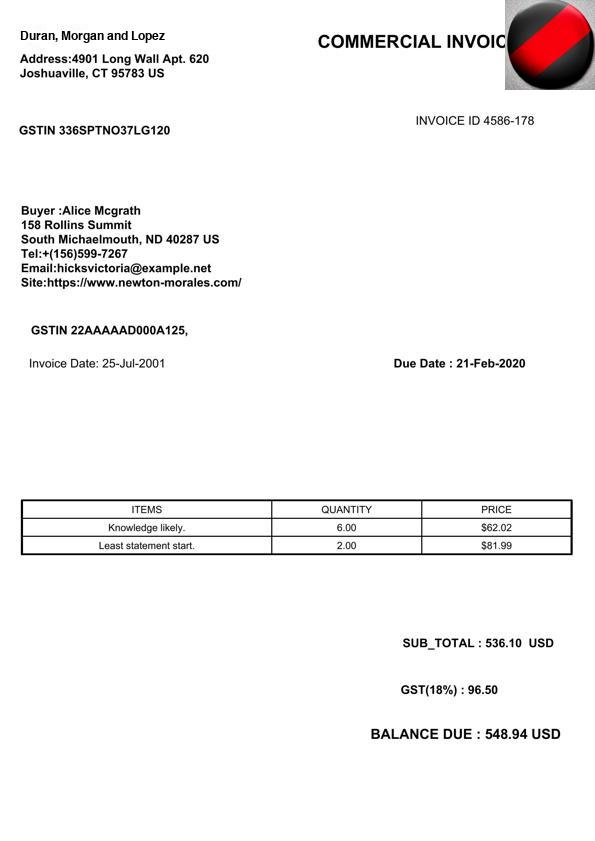 Duran, Morgan and Lopez
COMMERCIAL INVOIC
Address:4901 Long Wall Apt. 620
Joshuaville, CT 95783 US
INVOICE ID 4586-178
GSTIN 336SPTNO37LG120
Buyer :Alice Mcgrath
158 Rollins Summit
South Michaelmouth, ND 40287 US
Tel:+(156)599-7267
Email:hicksvictoria@example.net
Site:https://www.newton-morales.com/
GSTIN 22AAAAAD000A125,
Invoice Date: 25-Jul-2001 Due Date : 21-Feb-2020
ITEMS QUANTITY PRICE
Knowledge likely. 6.00 $62.02
Least statement start. 2.00 $81.99
SUB_TOTAL : 536.10 USD
GST(18%) : 96.50
BALANCE DUE : 548.94 USD